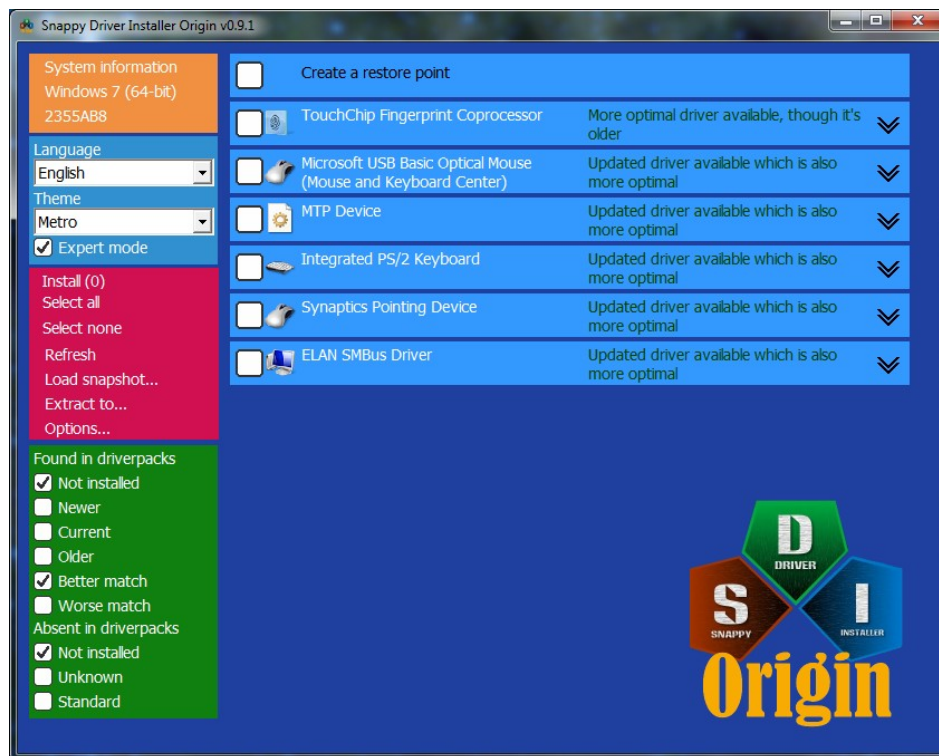 Snappy Driver Installer Origin v0.9.1
System information
Windows 7 (64-bit)
2355AB8
Language
English
Theme
Metro
Expert mode
Install (0)
Select all
Select none
Refresh
Load snapshot...
Extract to...
Options...
Found in driverpacks
Not installed
Newer
Current
Older
Better match
Worse match
Absent in driverpacks
Not installed
Unknown
Standard
Create a restore point
TouchChip Fingerprint Coprocessor
More optimal driver available, though it's
older
Microsoft USB Basic Optical Mouse
(Mouse and Keyboard Center)
Updated driver available which is also
more optimal
MTP Device
Updated driver available which is also
more optimal
Integrated PS/2 Keyboard
Updated driver available which is also
more optimal
Synaptics Pointing Device
Updated driver available which is also
more optimal
ELAN SMBus Driver
Updated driver available which is also
more optimal
D
DRIVER
S
SNAPPY
I
INSTALLER
Origin